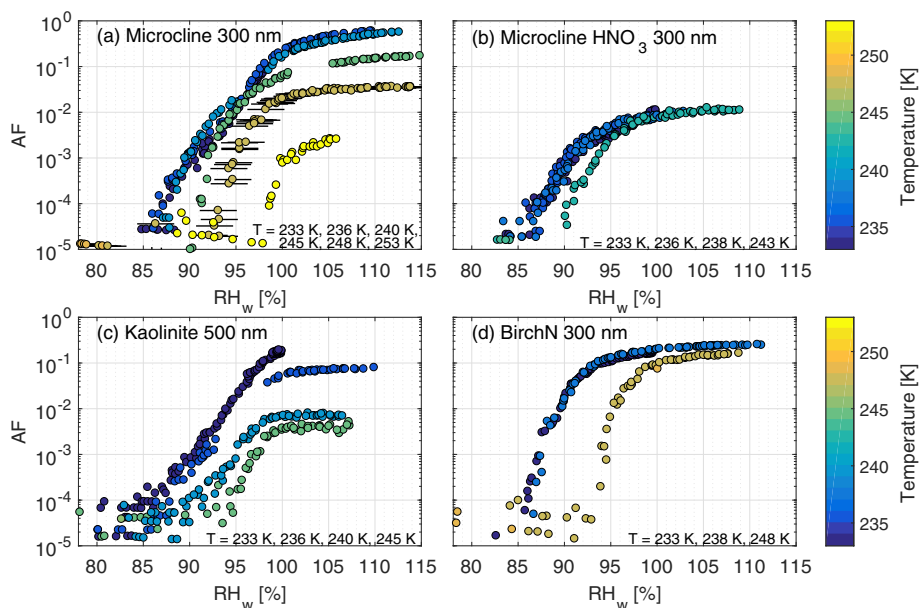 (a) Microcline 300 nm
(b) Microcline HNO3 300 nm
10^0
10^-1
10^-2
10^-3
10^-4
10^-5
AF
T = 233 K, 236 K, 240 K,
245 K, 248 K, 253 K
T = 233 K, 236 K, 238 K, 243 K
80 85 90 95 100 105 110 115
RH_w [%]
80 85 90 95 100 105 110 115
RH_w [%]
250
245
240
235
Temperature [K]
(c) Kaolinite 500 nm
(d) BirchN 300 nm
10^0
10^-1
10^-2
10^-3
10^-4
10^-5
AF
T = 233 K, 236 K, 240 K, 245 K
T = 233 K, 238 K, 248 K
80 85 90 95 100 105 110 115
RH_w [%]
80 85 90 95 100 105 110 115
RH_w [%]
250
245
240
235
Temperature [K]